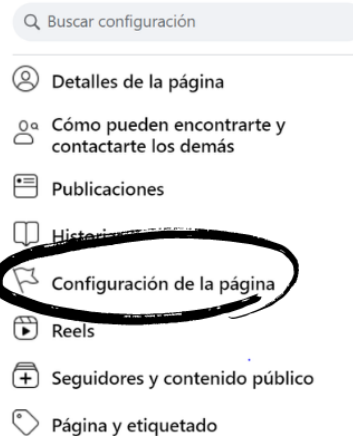 Buscar configuración
Detalles de la página
Cómo pueden encontrarte y
contactarte los demás
Publicaciones
Configuración de la página
Reels
Seguidores y contenido público
Página y etiquetado